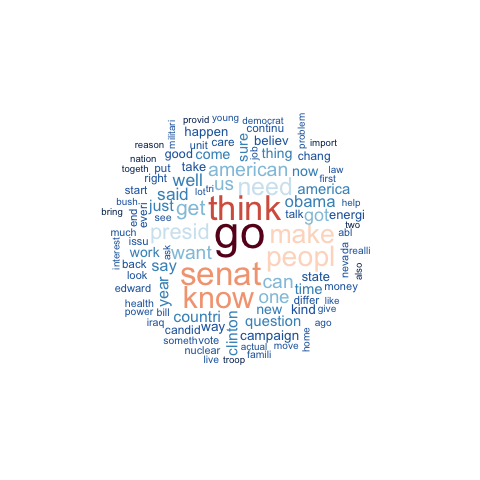 provid young democrat
militari happen unit care sure job continu believ problem
reason good come thing chang import
nation take american now law
togeth put well us need america first
right lot tri
start said obama help
bush just get think got energi
bring end everi see talk two
much issu presid go make abl
interest work want peopl nevada realli
back say ask senat can state also
look year know one time money
edward differ like
health countri new kind give
power bill clinton question ago
iraq candid way campaign home
someth vote actual move
nuclear famili
live troop